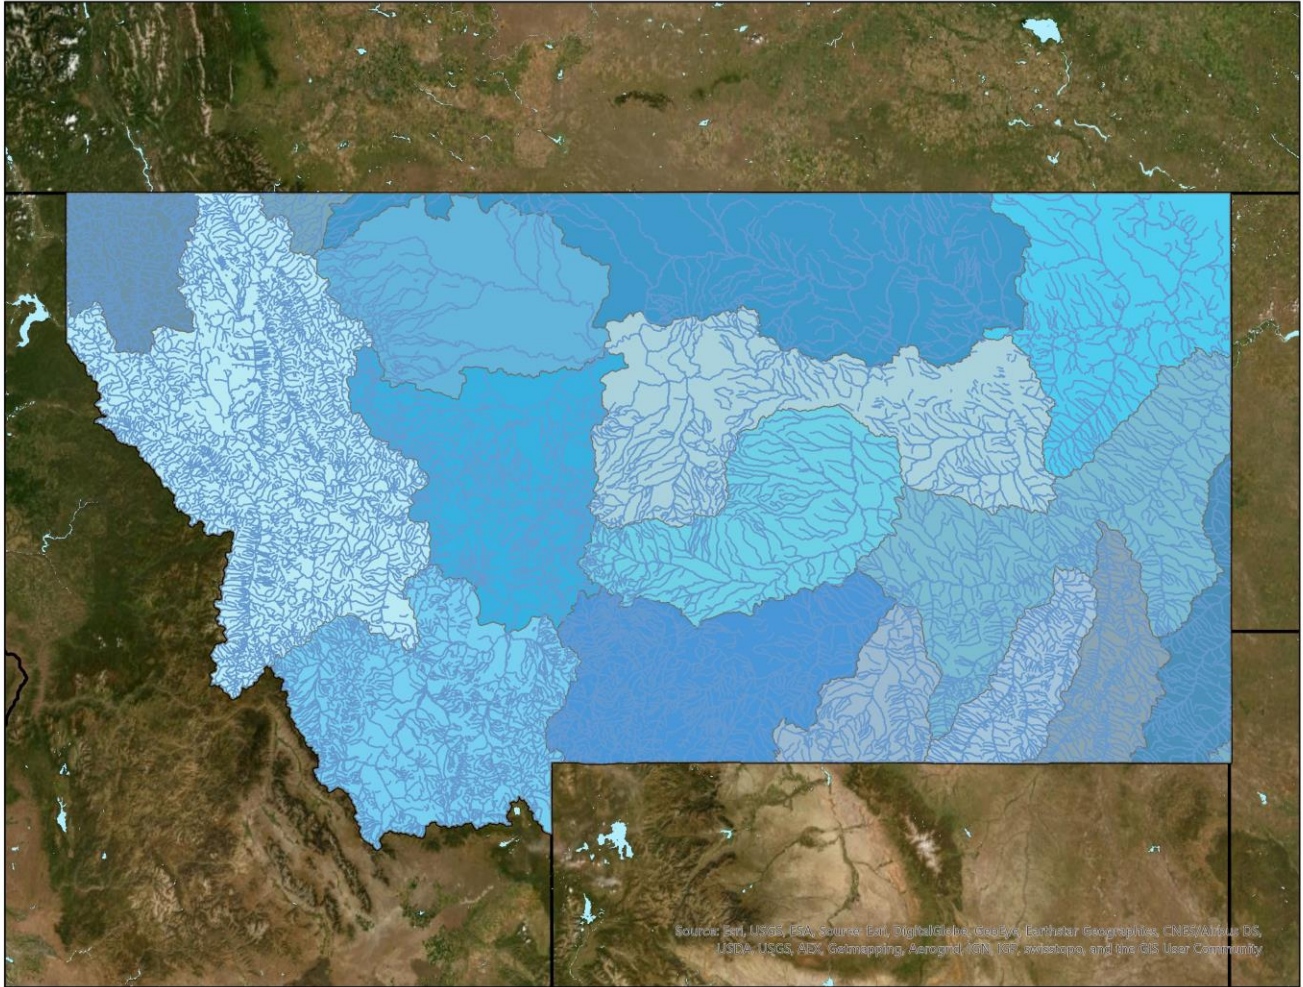 Source: Esri, USGS, FSA, Source: Esri, DigitalGlobe, GeoEye, Earthstar Geographics, CNES/Airbus DS,
USDA, USGS, AEX, Getmapping, Aerogrid, IGN, IGP, swisstopo, and the GIS User Community